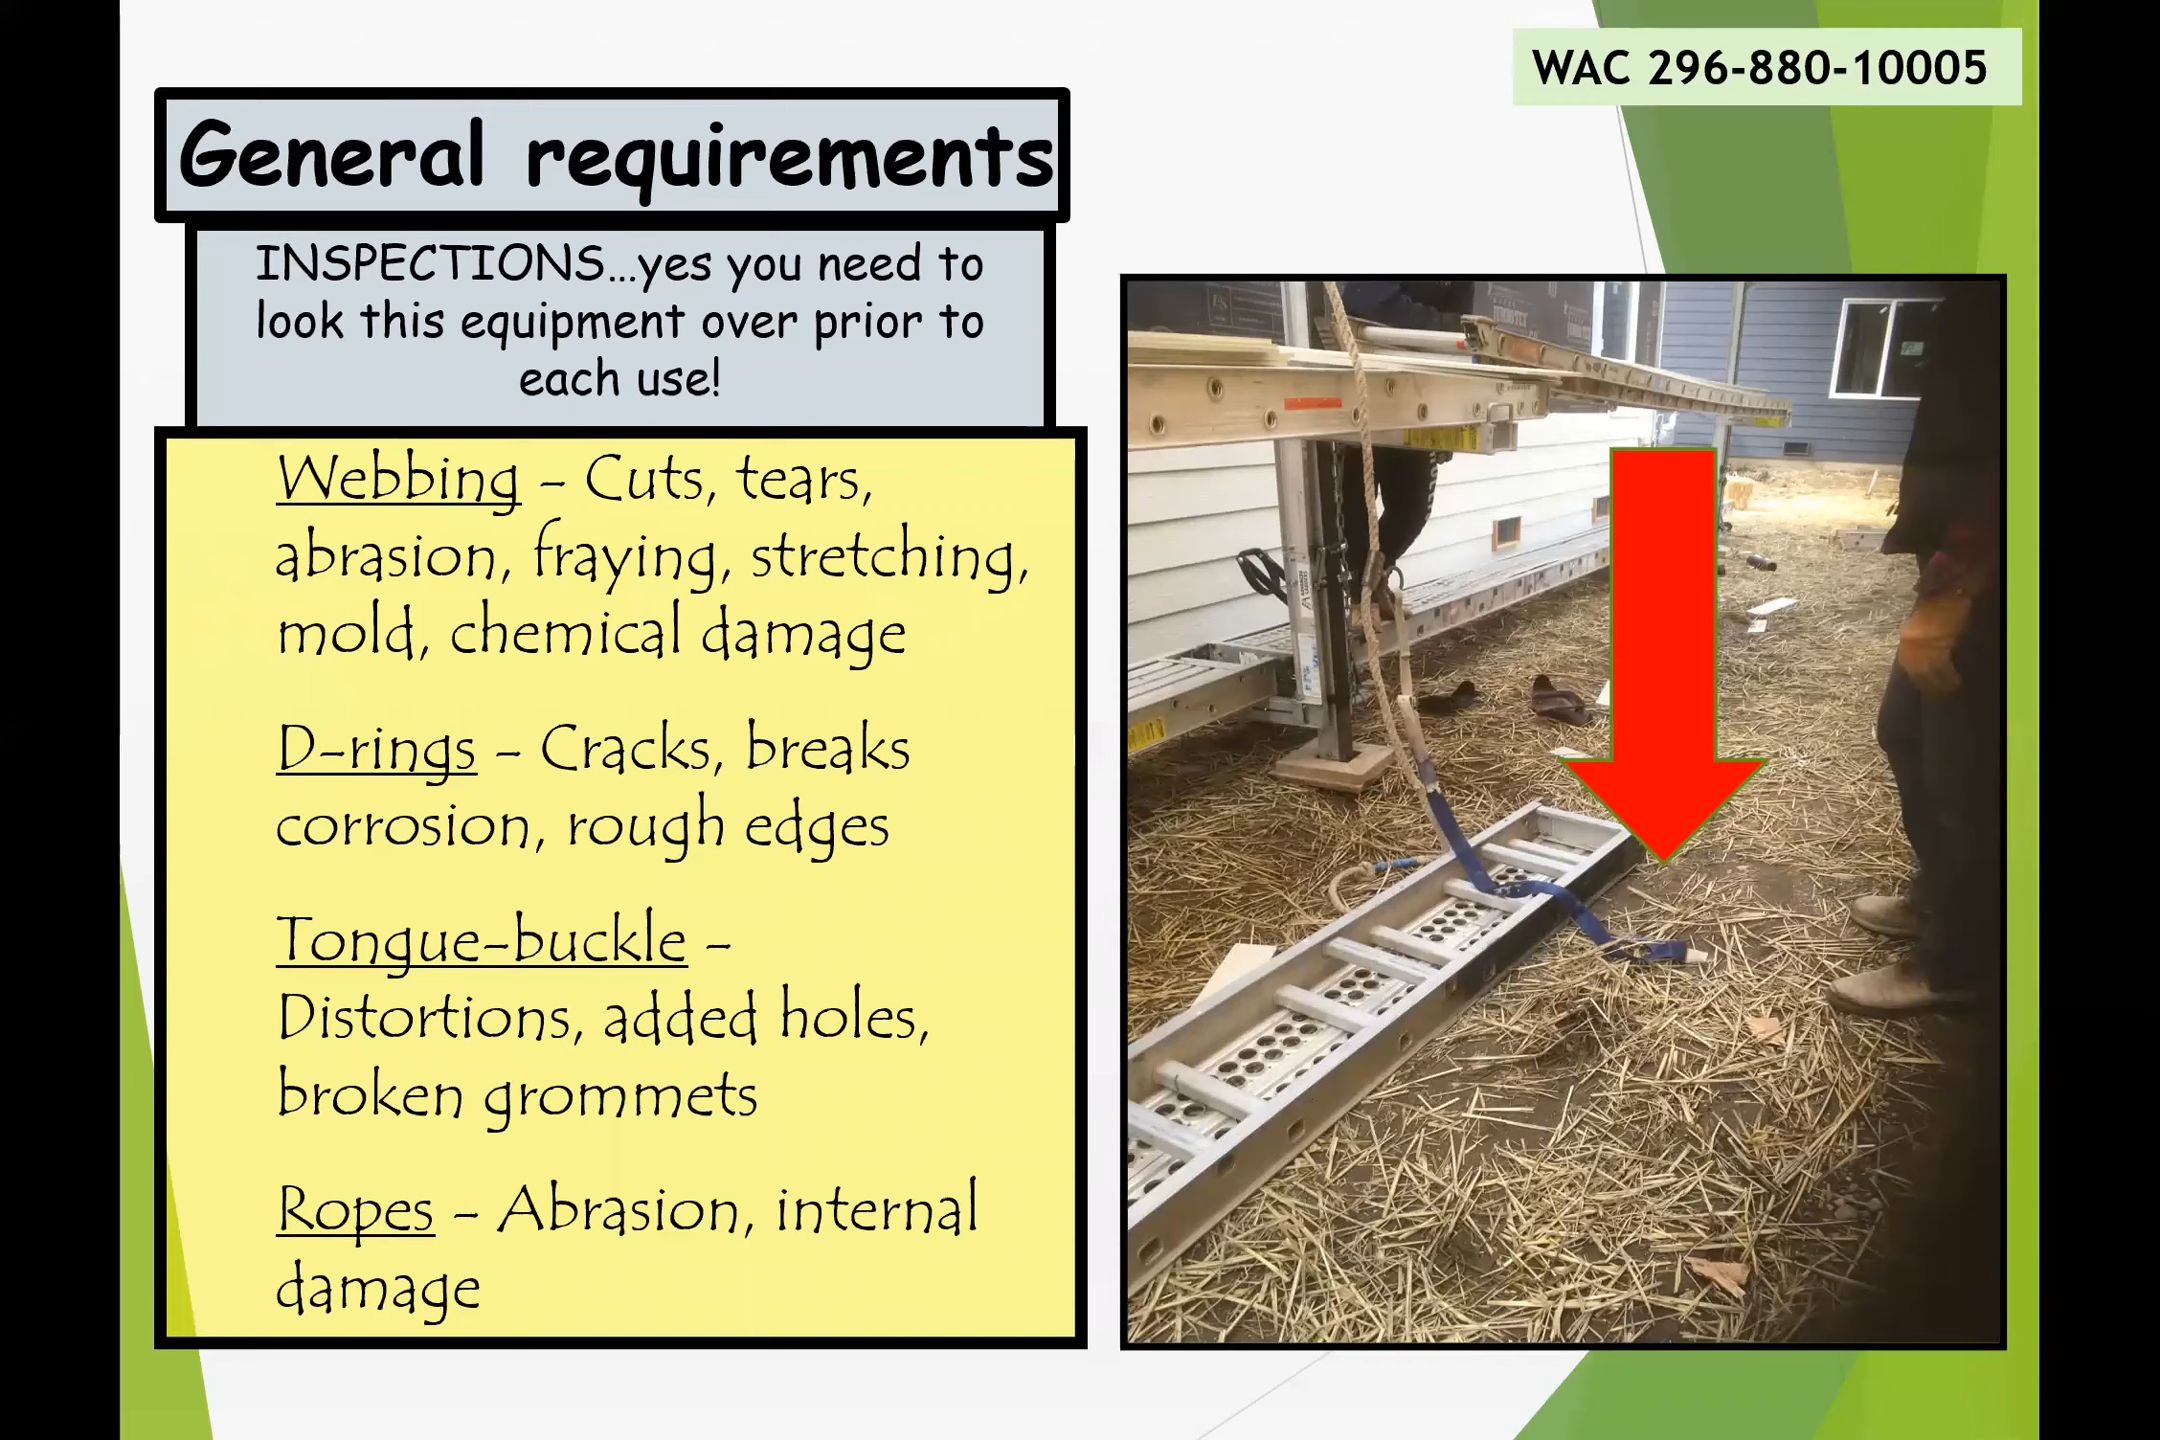 WAC 296-880-10005
General requirements
INSPECTIONS...yes you need to
look this equipment over prior to
each use!
Webbing - Cuts, tears,
abrasion, fraying, stretching,
mold, chemical damage
D-rings - Cracks, breaks
corrosion, rough edges
Tongue-buckle -
Distortions, added holes,
broken grommets
Ropes - Abrasion, internal
damage